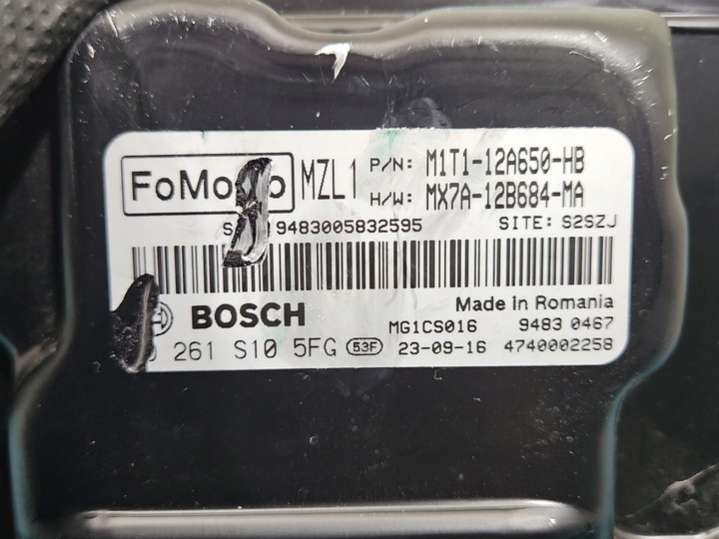 MZL1 P/N: M1T1-12A650-HB
H/W: MX7A-12B684-MA
9483005832595 SITE: S2SZJ
BOSCH
Made in Romania
MG1CS016 9483 0467
261 S10 5FG 53F 23-09-16 4740002258